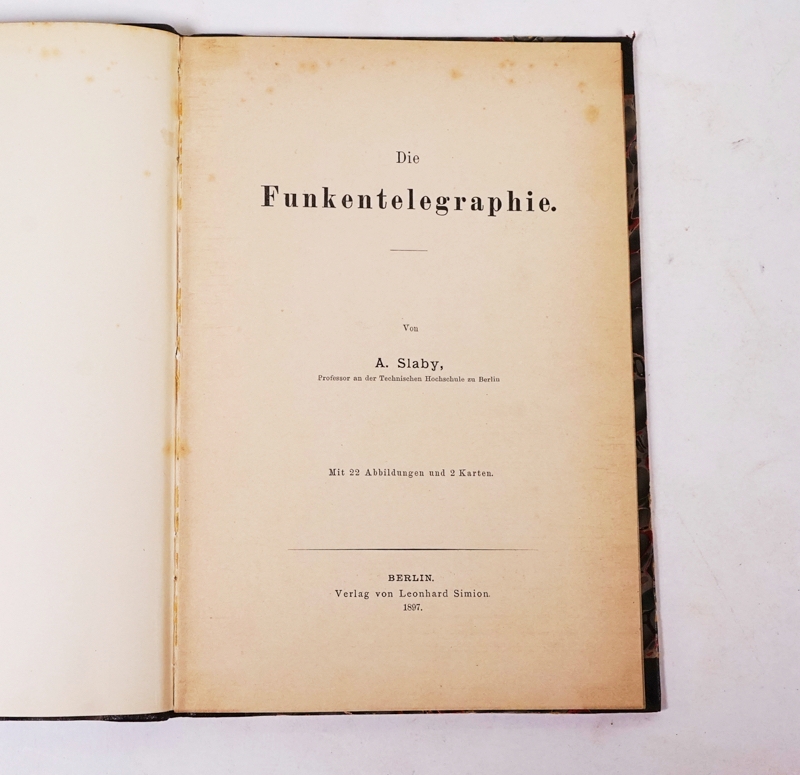 Die
Funkentelegraphie.
Von
A. Slaby,
Professor an der Technischen Hochschule zu Berlin
Mit 22 Abbildungen und 2 Karten.
BERLIN.
Verlag von Leonhard Simion.
1897.